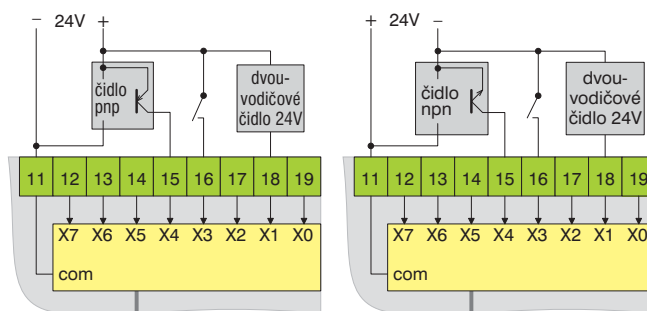 − 24V +
čidlo
pnp
dvou-
vodičové
čidlo 24V
11 12 13 14 15 16 17 18 19
X7 X6 X5 X4 X3 X2 X1 X0
com
+ 24V −
čidlo
npn
dvou-
vodičové
čidlo 24V
11 12 13 14 15 16 17 18 19
X7 X6 X5 X4 X3 X2 X1 X0
com